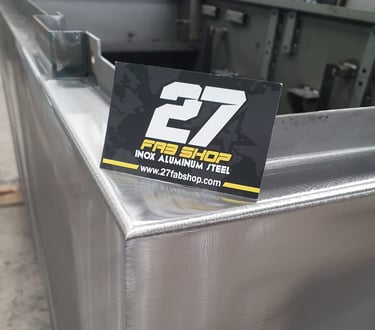 27
FAB SHOP
INOX ALUMINUM STEEL
www.27fabshop.com